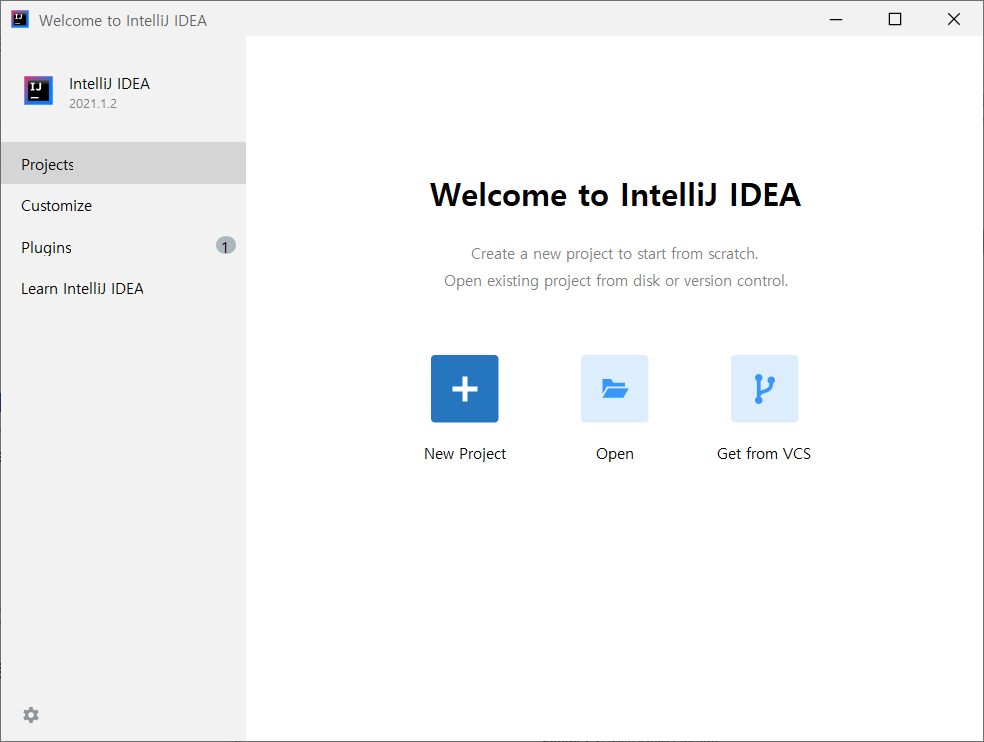 Welcome to IntelliJ IDEA
IJ
IntelliJ IDEA
2021.1.2
Projects
Customize
Plugins 1
Learn IntelliJ IDEA
Welcome to IntelliJ IDEA
Create a new project to start from scratch.
Open existing project from disk or version control.
New Project Open Get from VCS